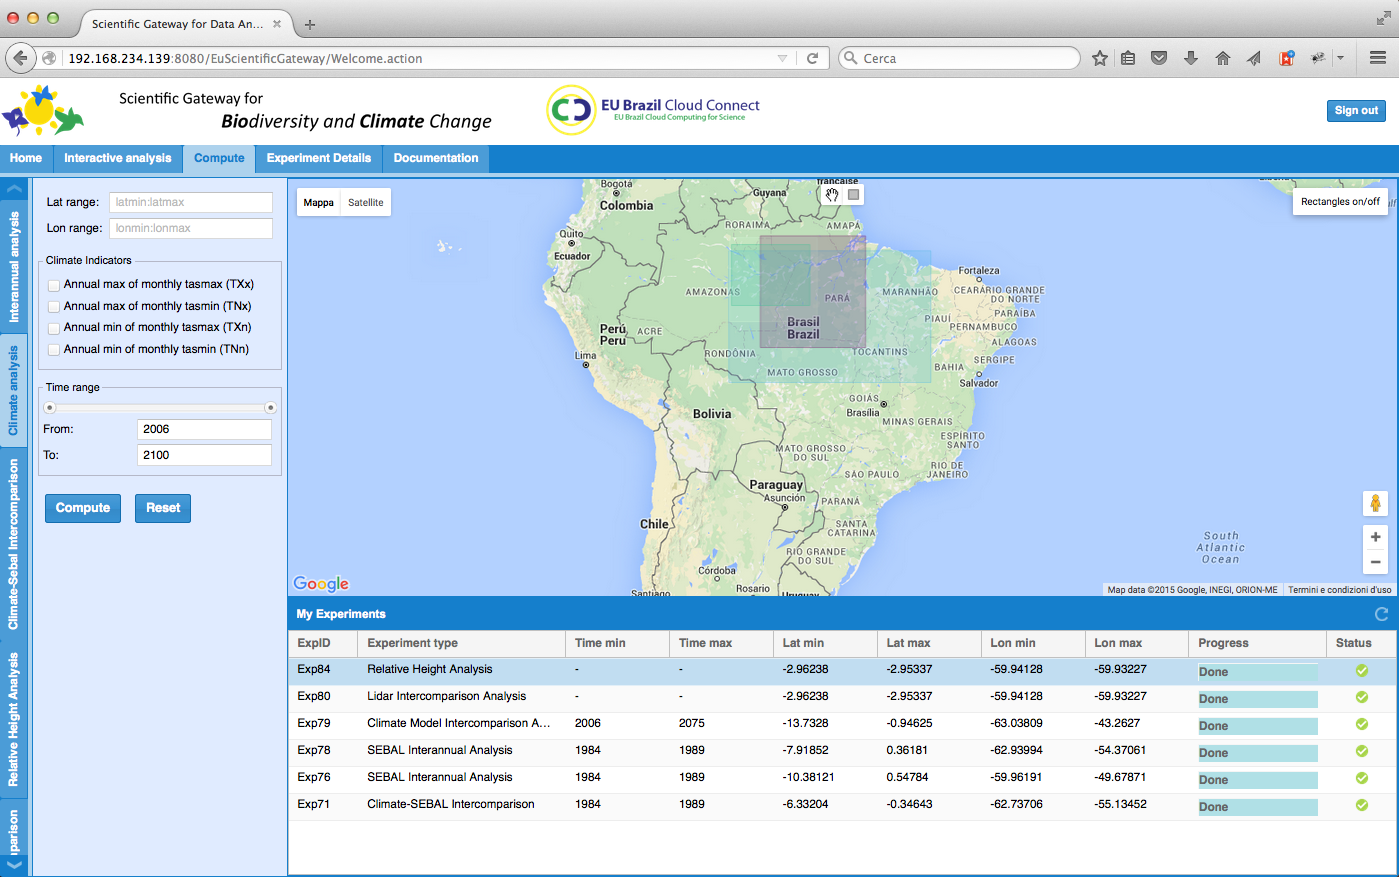 Scientific Gateway for Data An...
192.168.234.139:8080/EuScientificGateway/Welcome.action
Cerca
Scientific Gateway for
Biodiversity and Climate Change
EU Brazil Cloud Connect
EU Brazil Cloud Computing for Science
Sign out
Home Interactive analysis Compute Experiment Details Documentation
Interannual analysis
Climate analysis
Climate-Sebal Intercomparison
Relative Height Analysis
parison
Lat range: latmin:latmax
Lon range: lonmin:lonmax
Climate Indicators
Annual max of monthly tasmax (TXx)
Annual max of monthly tasmin (TNx)
Annual min of monthly tasmax (TXn)
Annual min of monthly tasmin (TNn)
Time range
From: 2006
To: 2100
Compute Reset
Mappa Satellite
Rectangles on/off
Bogotá
Colombia
Guyana
française
RORAIMA
AMAPÁ
Quito
Ecuador
AMAZONAS
PARÁ
MARANHÃO
Fortaleza
CEARÁ
RIO GRANDE
DO NORTE
PARAÍBA
PIAUÍ
PERNAMBUCO
ALAGOAS
SERGIPE
ACRE
Perú
Peru
Brasil
Brazil
Lima
RONDÔNIA
TOCANTINS
MATO GROSSO
BAHIA
Salvador
GOIÁS
Brasília
Bolivia
MINAS GERAIS
ESPÍRITO
SANTO
MATO GROSSO
DO SUL
RIO DE
JANEIRO
SÃO PAULO
Paraguay
Asunción
PARANÁ
Chile
SANTA
CATARINA
RIO GRANDE
DO SUL
Córdoba
Rosario
Santiago
Uruguay
South
Atlantic
Ocean
Google
Map data ©2015 Google, INEGI, ORION-ME Termini e condizioni d'uso
My Experiments
ExpID Experiment type Time min Time max Lat min Lat max Lon min Lon max Progress Status
Exp84 Relative Height Analysis - - -2.96238 -2.95337 -59.94128 -59.93227 Done
Exp80 Lidar Intercomparison Analysis - - -2.96238 -2.95337 -59.94128 -59.93227 Done
Exp79 Climate Model Intercomparison A... 2006 2075 -13.7328 -0.94625 -63.03809 -43.2627 Done
Exp78 SEBAL Interannual Analysis 1984 1989 -7.91852 0.36181 -62.93994 -54.37061 Done
Exp76 SEBAL Interannual Analysis 1984 1989 -10.38121 0.54784 -59.96191 -49.67871 Done
Exp71 Climate-SEBAL Intercomparison 1984 1989 -6.33204 -0.34643 -62.73706 -55.13452 Done